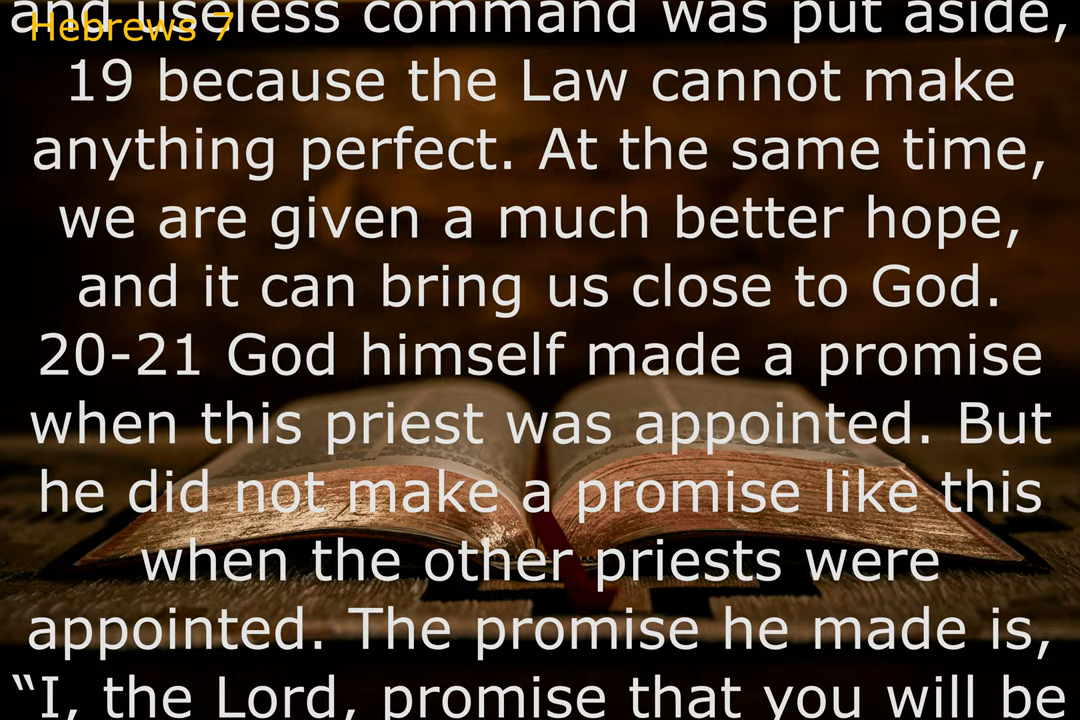 and useless command was put aside,
Hebrews 7
19 because the Law cannot make
anything perfect. At the same time,
we are given a much better hope,
and it can bring us close to God.
20-21 God himself made a promise
when this priest was appointed. But
he did not make a promise like this
when the other priests were
appointed. The promise he made is,
“I, the Lord, promise that you will be